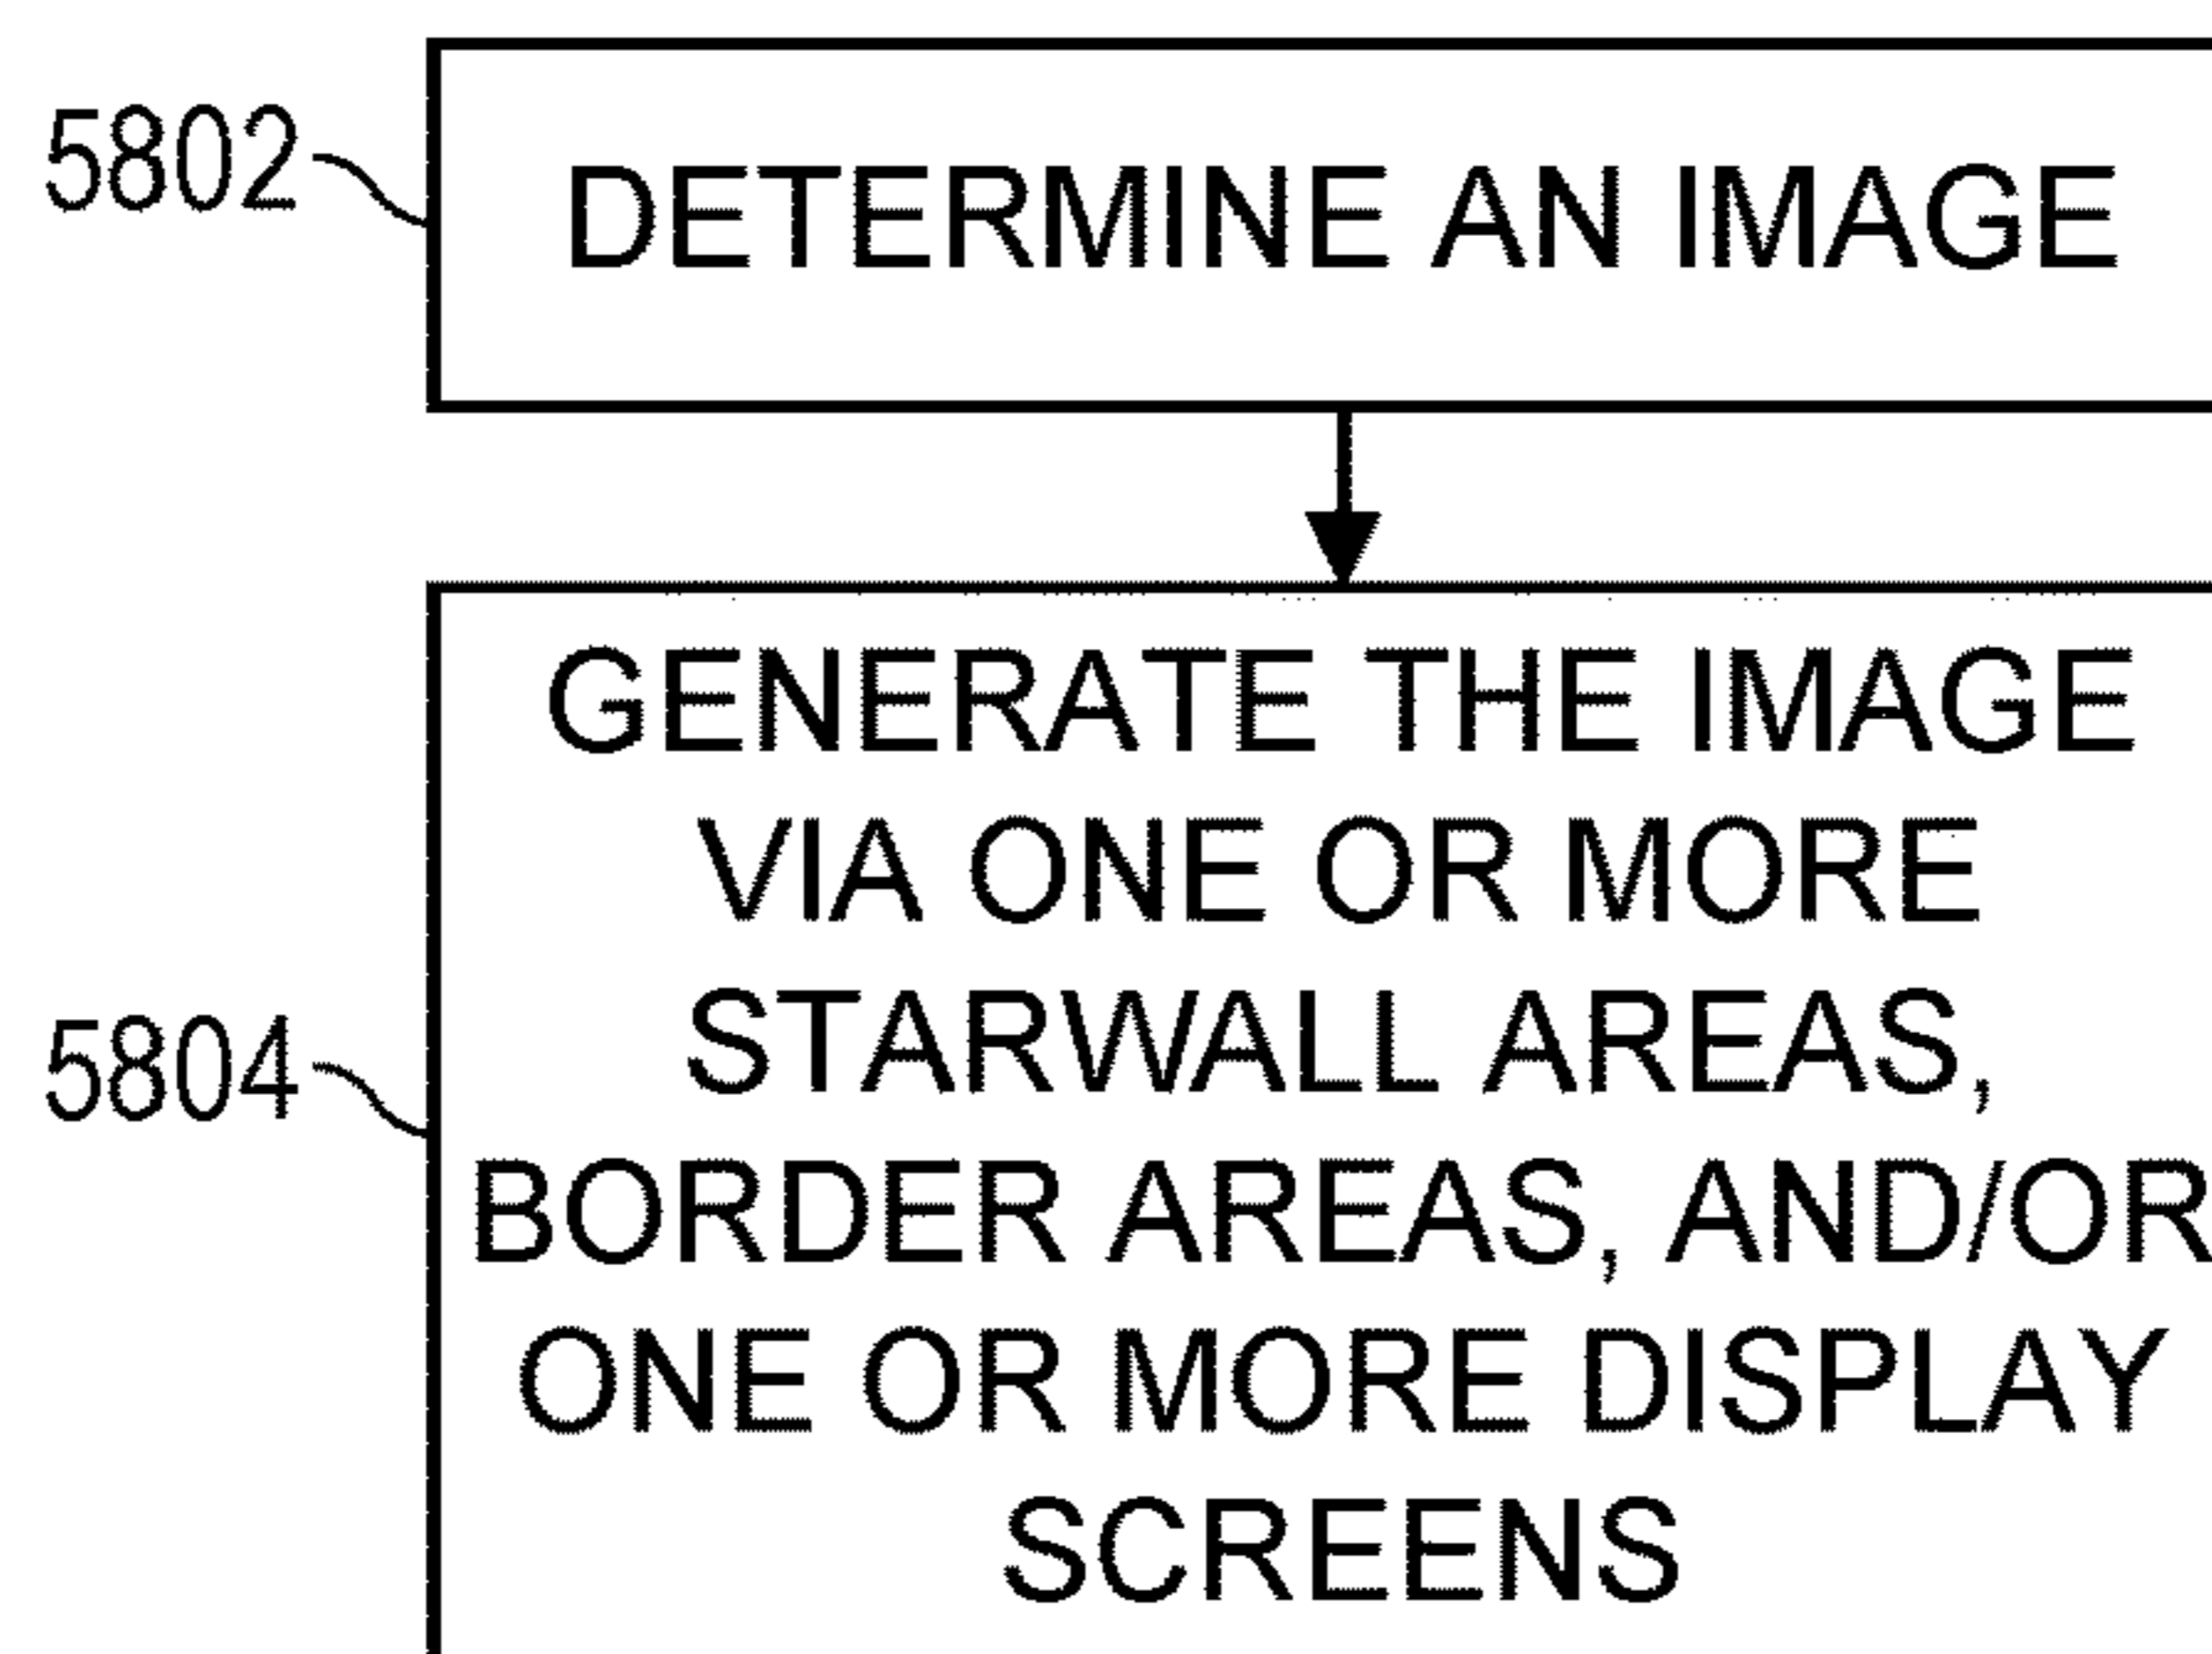 5802
DETERMINE AN IMAGE
GENERATE THE IMAGE
VIA ONE OR MORE
STARWALL AREAS,
5804
BORDER AREAS, AND/OR
ONE OR MORE DISPLAY
SCREENS